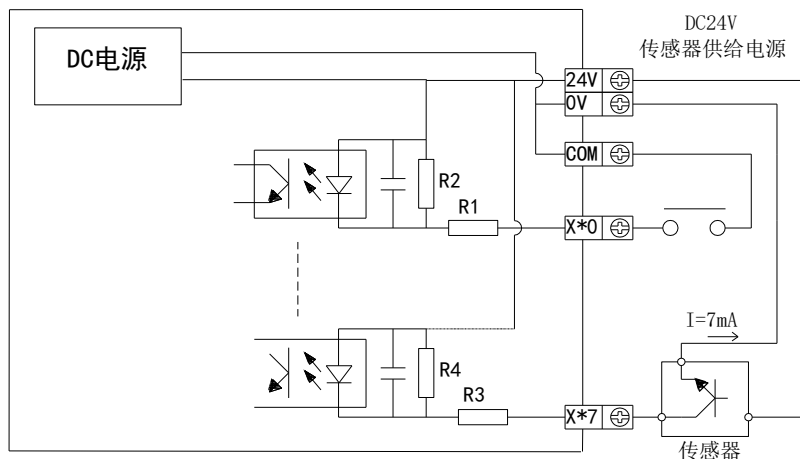 DC24V
传感器供给电源
DC电源
24V
0V
COM
R2
R1
X*0
I=7mA
R4
R3
X*7
传感器